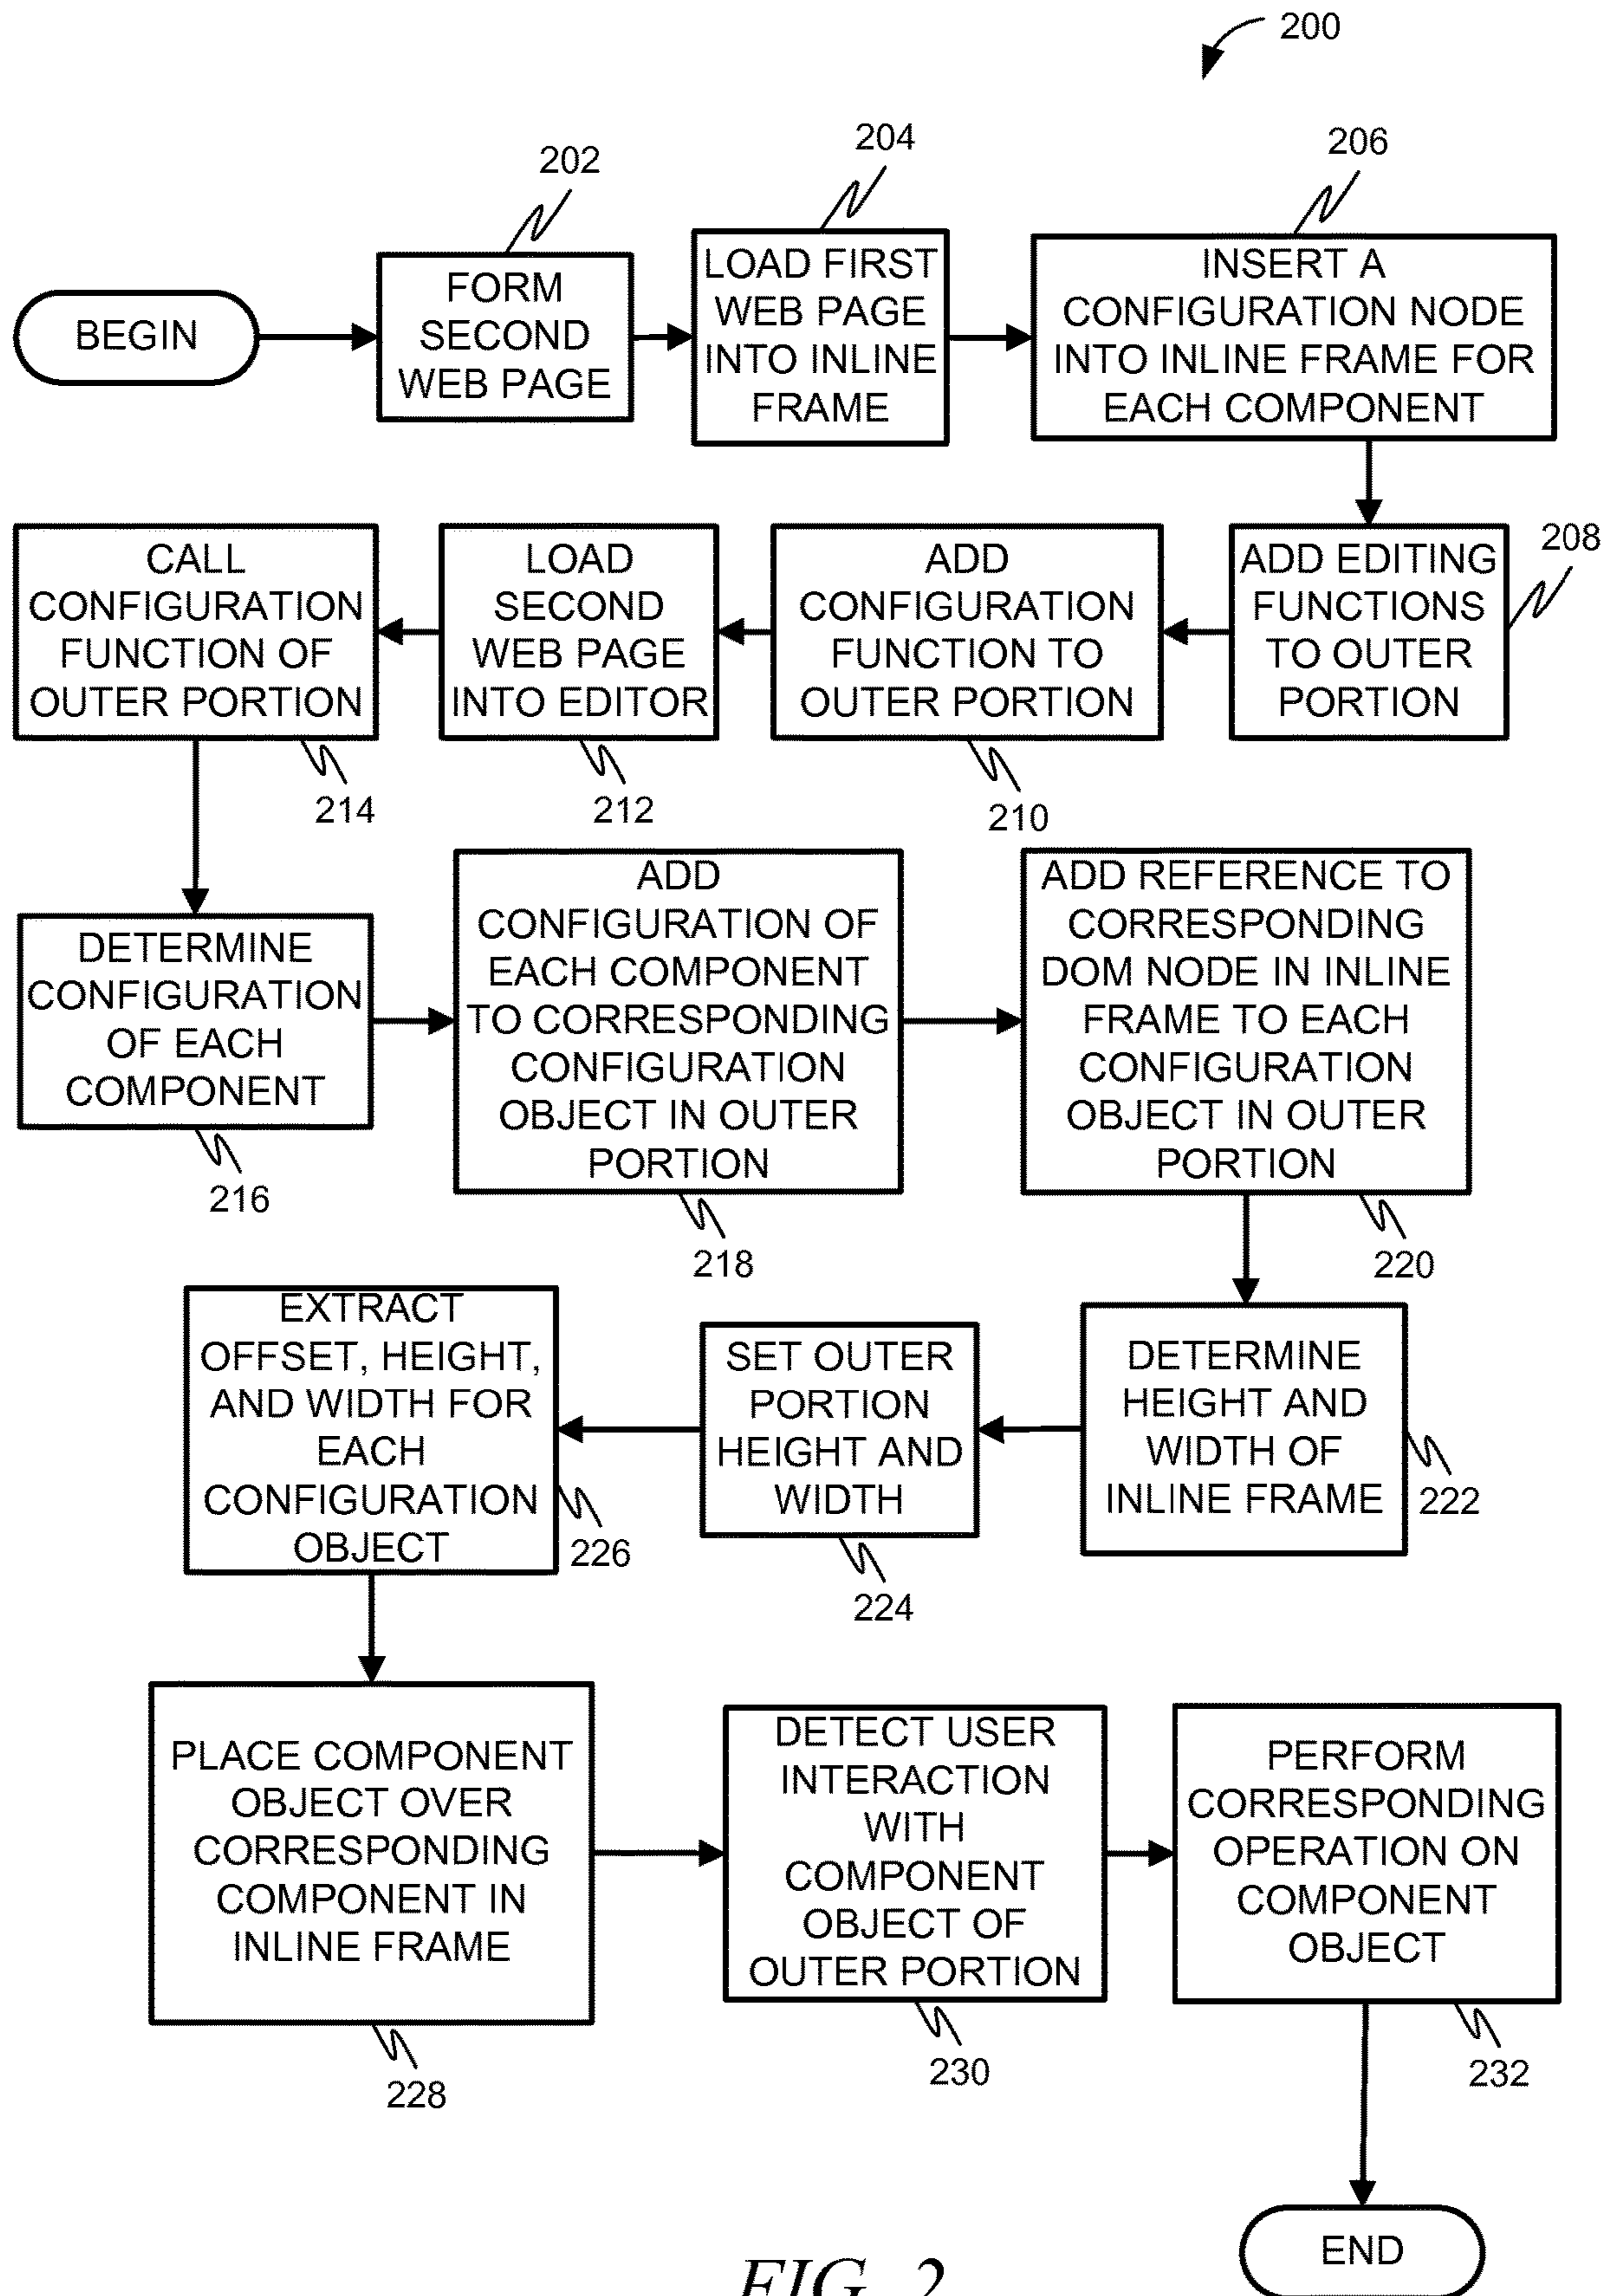 200
202
204
206
BEGIN
FORM
SECOND
WEB PAGE
LOAD FIRST
WEB PAGE
INTO INLINE
FRAME
INSERT A
CONFIGURATION NODE
INTO INLINE FRAME FOR
EACH COMPONENT
208
ADD EDITING
FUNCTIONS
TO OUTER
PORTION
ADD
CONFIGURATION
FUNCTION TO
OUTER PORTION
210
LOAD
SECOND
WEB PAGE
INTO EDITOR
212
CALL
CONFIGURATION
FUNCTION OF
OUTER PORTION
214
DETERMINE
CONFIGURATION
OF EACH
COMPONENT
216
ADD
CONFIGURATION OF
EACH COMPONENT
TO CORRESPONDING
CONFIGURATION
OBJECT IN OUTER
PORTION
218
ADD REFERENCE TO
CORRESPONDING
DOM NODE IN INLINE
FRAME TO EACH
CONFIGURATION
OBJECT IN OUTER
PORTION
220
DETERMINE
HEIGHT AND
WIDTH OF
INLINE FRAME
222
SET OUTER
PORTION
HEIGHT AND
WIDTH
224
EXTRACT
OFFSET, HEIGHT,
AND WIDTH FOR
EACH
CONFIGURATION
OBJECT
226
PLACE COMPONENT
OBJECT OVER
CORRESPONDING
COMPONENT IN
INLINE FRAME
228
DETECT USER
INTERACTION
WITH
COMPONENT
OBJECT OF
OUTER PORTION
230
PERFORM
CORRESPONDING
OPERATION ON
COMPONENT
OBJECT
232
END
FIG. 2